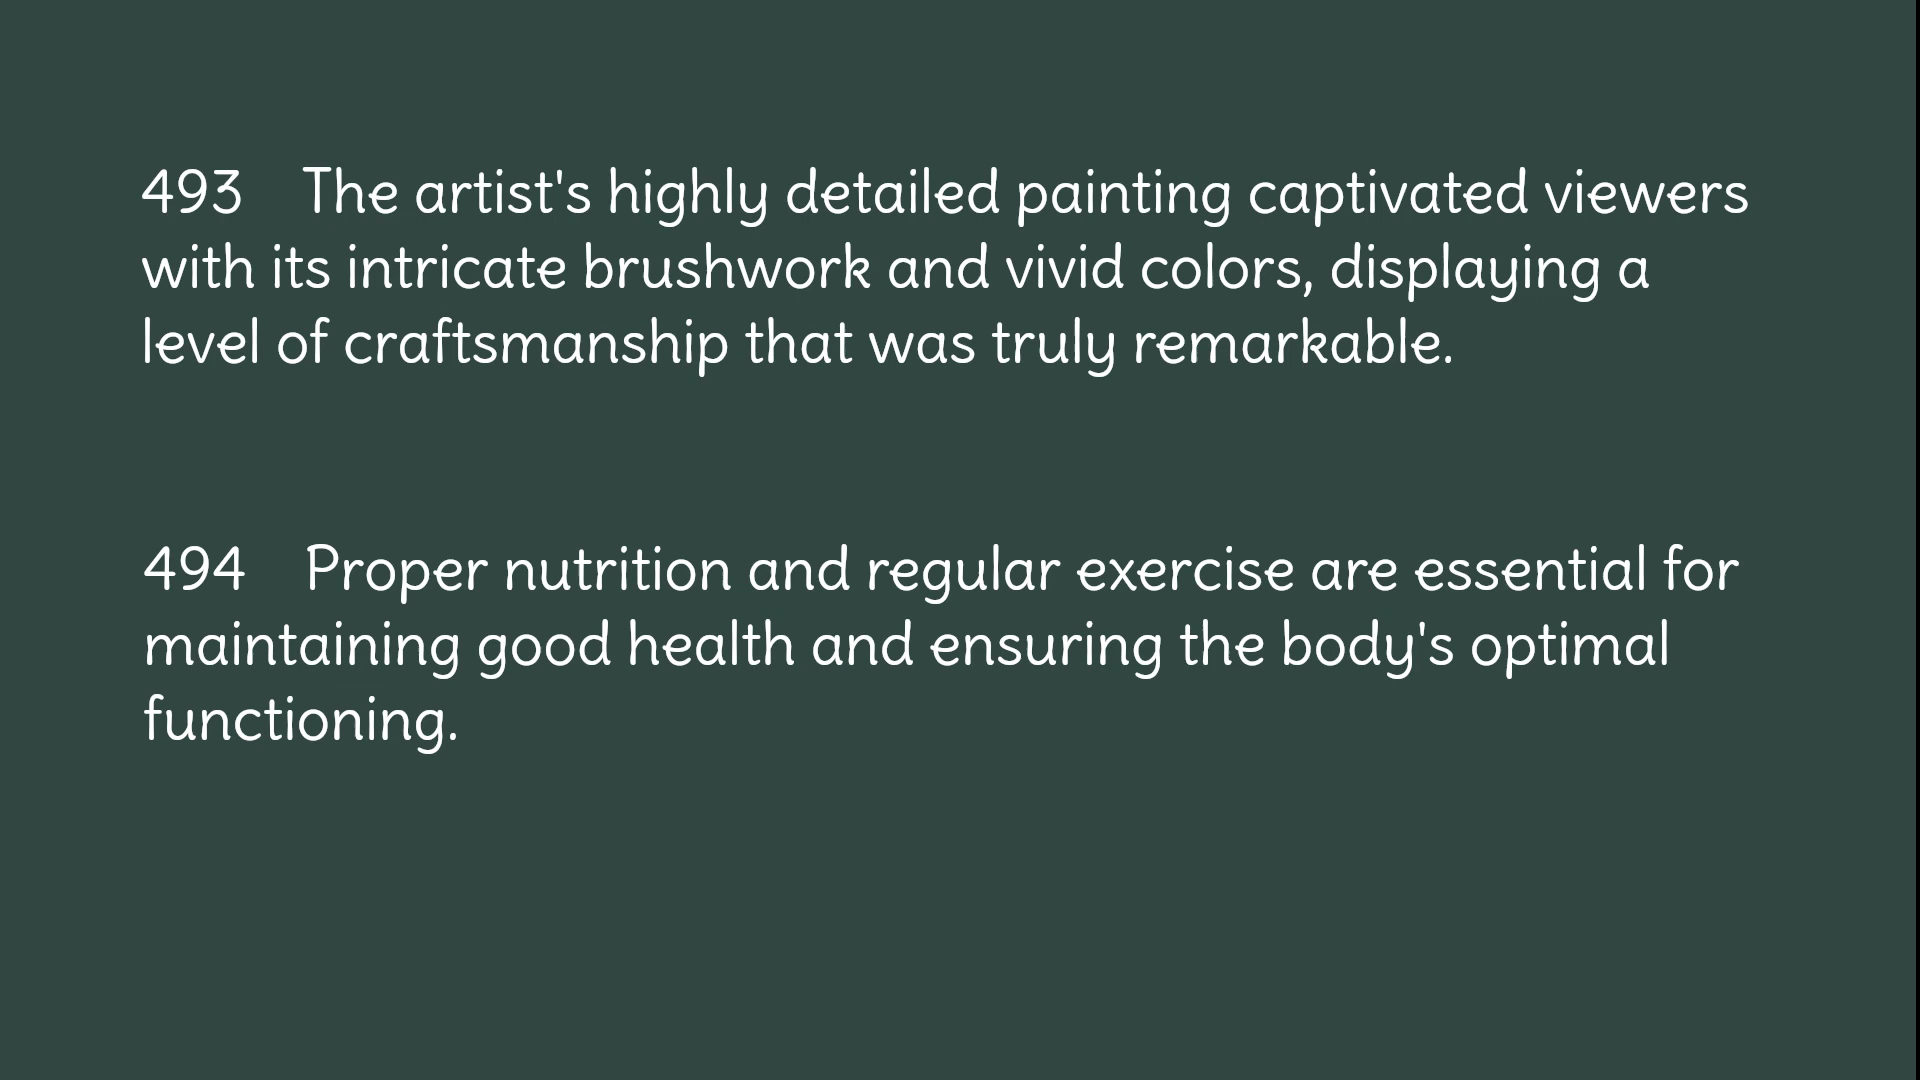 493 The artist's highly detailed painting captivated viewers
with its intricate brushwork and vivid colors, displaying a
level of craftsmanship that was truly remarkable.
494 Proper nutrition and regular exercise are essential for
maintaining good health and ensuring the body's optimal
functioning.